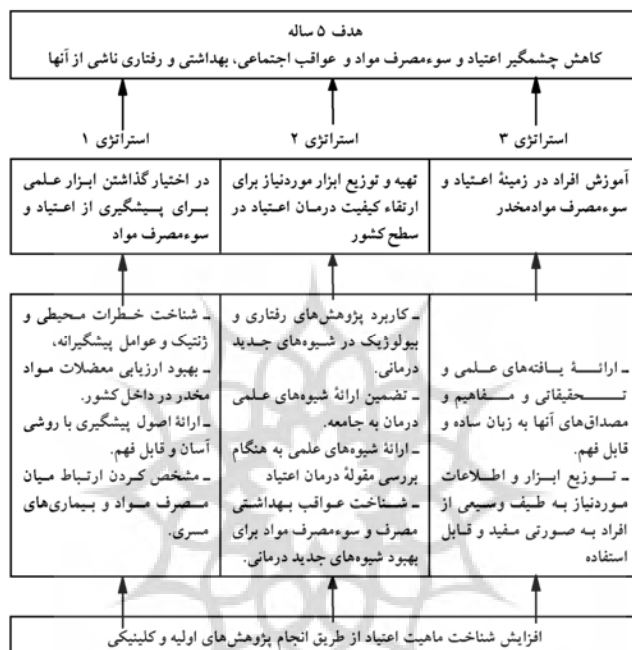 هدف ۵ ساله
کاهش چشمگیر اعتیاد و سوءمصرف مواد و عواقب اجتماعی، بهداشتی و رفتاری ناشی از آنها
استراتژی ۱
در اختیار گذاشتن ابزار علمی
برای پیشگیری از اعتیاد و
سوءمصرف مواد
ـ شناخت خطرات محیطی و
ژنتیک و عوامل پیشگیرانه،
ـ بهبود ارزیابی معضلات مواد
مخدر در داخل کشور.
ـ ارائهٔ اصول پیشگیری با روشی
آسان و قابل فهم.
ـ مشخص کردن ارتباط میان
مصرف مواد و بیماری‌های
مسری.
استراتژی ۲
تهیه و توزیع ابزار موردنیاز برای
ارتقاء کیفیت درمان اعتیاد در
سطح کشور
ـ کاربرد پژوهش‌های رفتاری و
بیولوژیک در شیوه‌های جدید
درمانی.
ـ تضمین ارائهٔ شیوه‌های علمی
درمان به جامعه.
ـ ارائهٔ شیوه‌های علمی به هنگام
بررسی مقولهٔ درمان اعتیاد
ـ شناخت عواقب بهداشتی
مصرف و سوءمصرف مواد برای
بهبود شیوه‌های جدید درمانی.
استراتژی ۳
آموزش افراد در زمینهٔ اعتیاد و
سوءمصرف موادمخدر
ـ ارائهٔ یافته‌های علمی و
تحقیقاتی و مفاهیم و
مصداق‌های آنها به زبان ساده و
قابل فهم.
ـ توزیع ابزار و اطلاعات
موردنیاز به طیف وسیعی از
افراد به صورتی مفید و قابل
استفاده
افزایش شناخت ماهیت اعتیاد از طریق انجام پژوهش‌های اولیه و کلینیکی